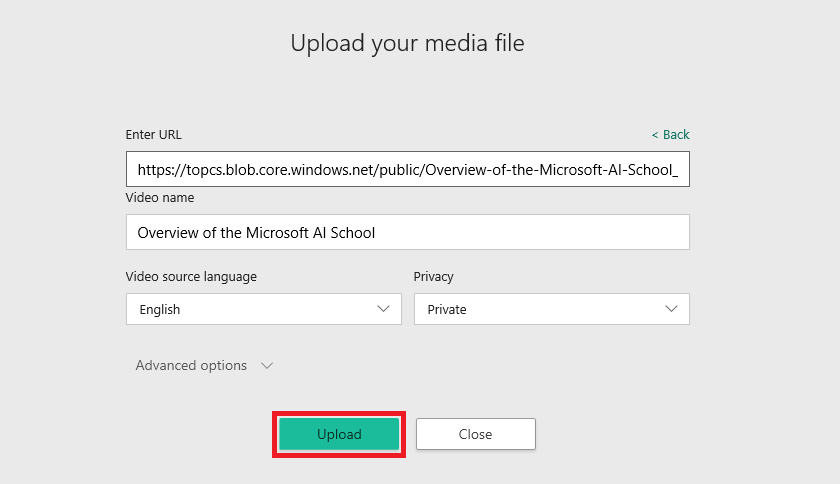 Upload your media file
Enter URL
< Back
https://topcs.blob.core.windows.net/public/Overview-of-the-Microsoft-AI-School_
Video name
Overview of the Microsoft AI School
Video source language
Privacy
English
Private
Advanced options
Upload
Close